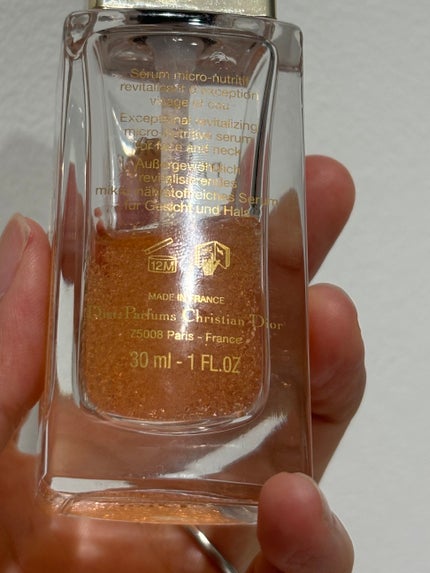 Sérum micro-nutritif
revitalisant d'exception
visage et cou
Exceptional revitalizing
micro-nutritive serum
for face and neck
Außergewöhnlich
revitalisierendes
mikronährstoffreiches Serum
für Gesicht und Hals
12M
MADE IN FRANCE
Parfums Christian Dior
75008 Paris - France
30 ml - 1 FL.OZ